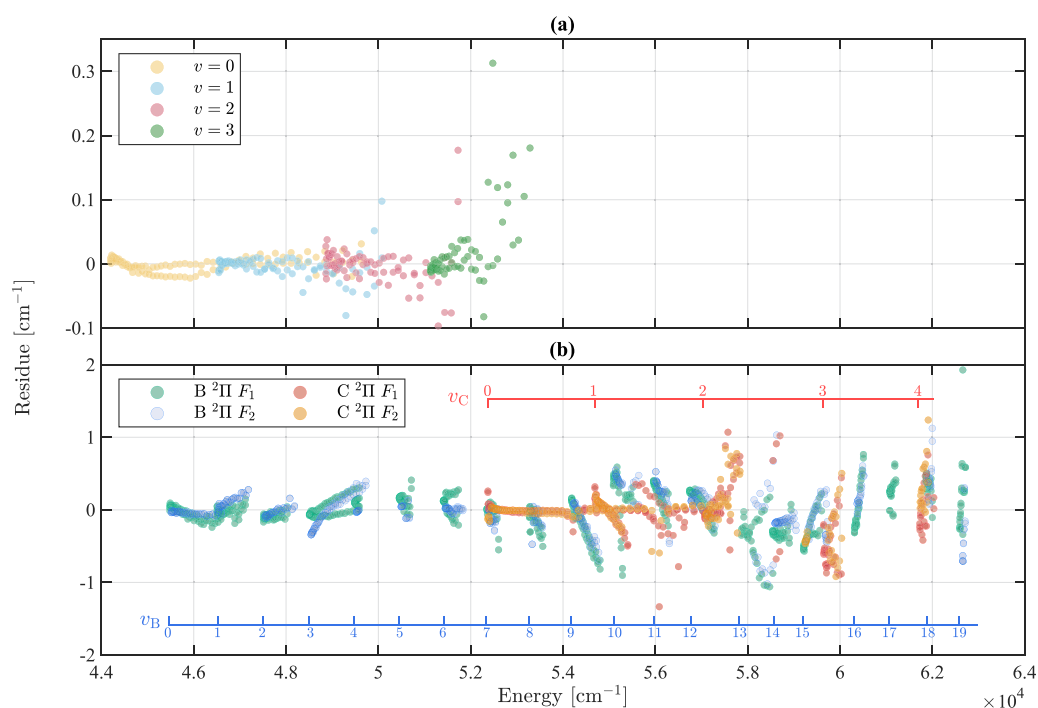 (a)
v = 0
v = 1
v = 2
v = 3
0.3
0.2
0.1
0
-0.1
Residue [cm⁻¹]
(b)
B ²Π F₁
B ²Π F₂
C ²Π F₁
C ²Π F₂
v_C
0 1 2 3 4
2
1
0
-1
-2
v_B
0 1 2 3 4 5 6 7 8 9 10 11 12 13 14 15 16 17 18 19
4.4 4.6 4.8 5 5.2 5.4 5.6 5.8 6 6.2 6.4
Energy [cm⁻¹]
×10⁴